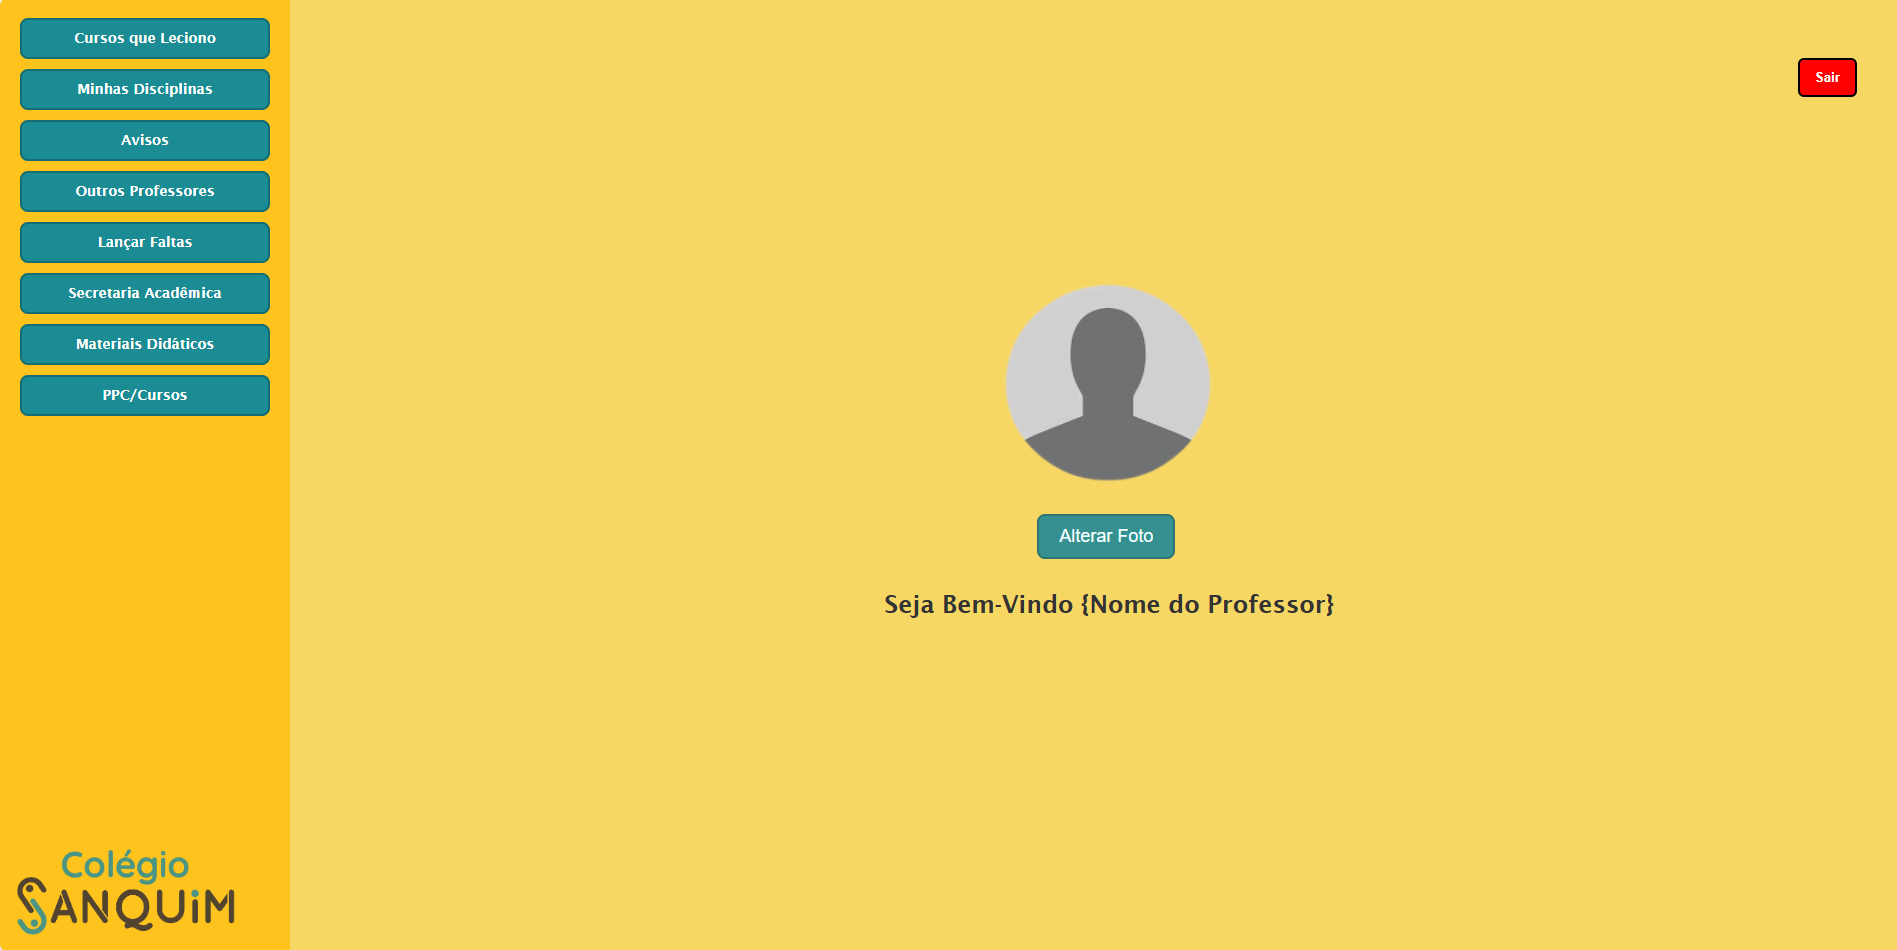 Cursos que Leciono
Minhas Disciplinas
Avisos
Outros Professores
Lançar Faltas
Secretaria Acadêmica
Materiais Didáticos
PPC/Cursos
Colégio
SANQUiM
Sair
Alterar Foto
Seja Bem-Vindo {Nome do Professor}